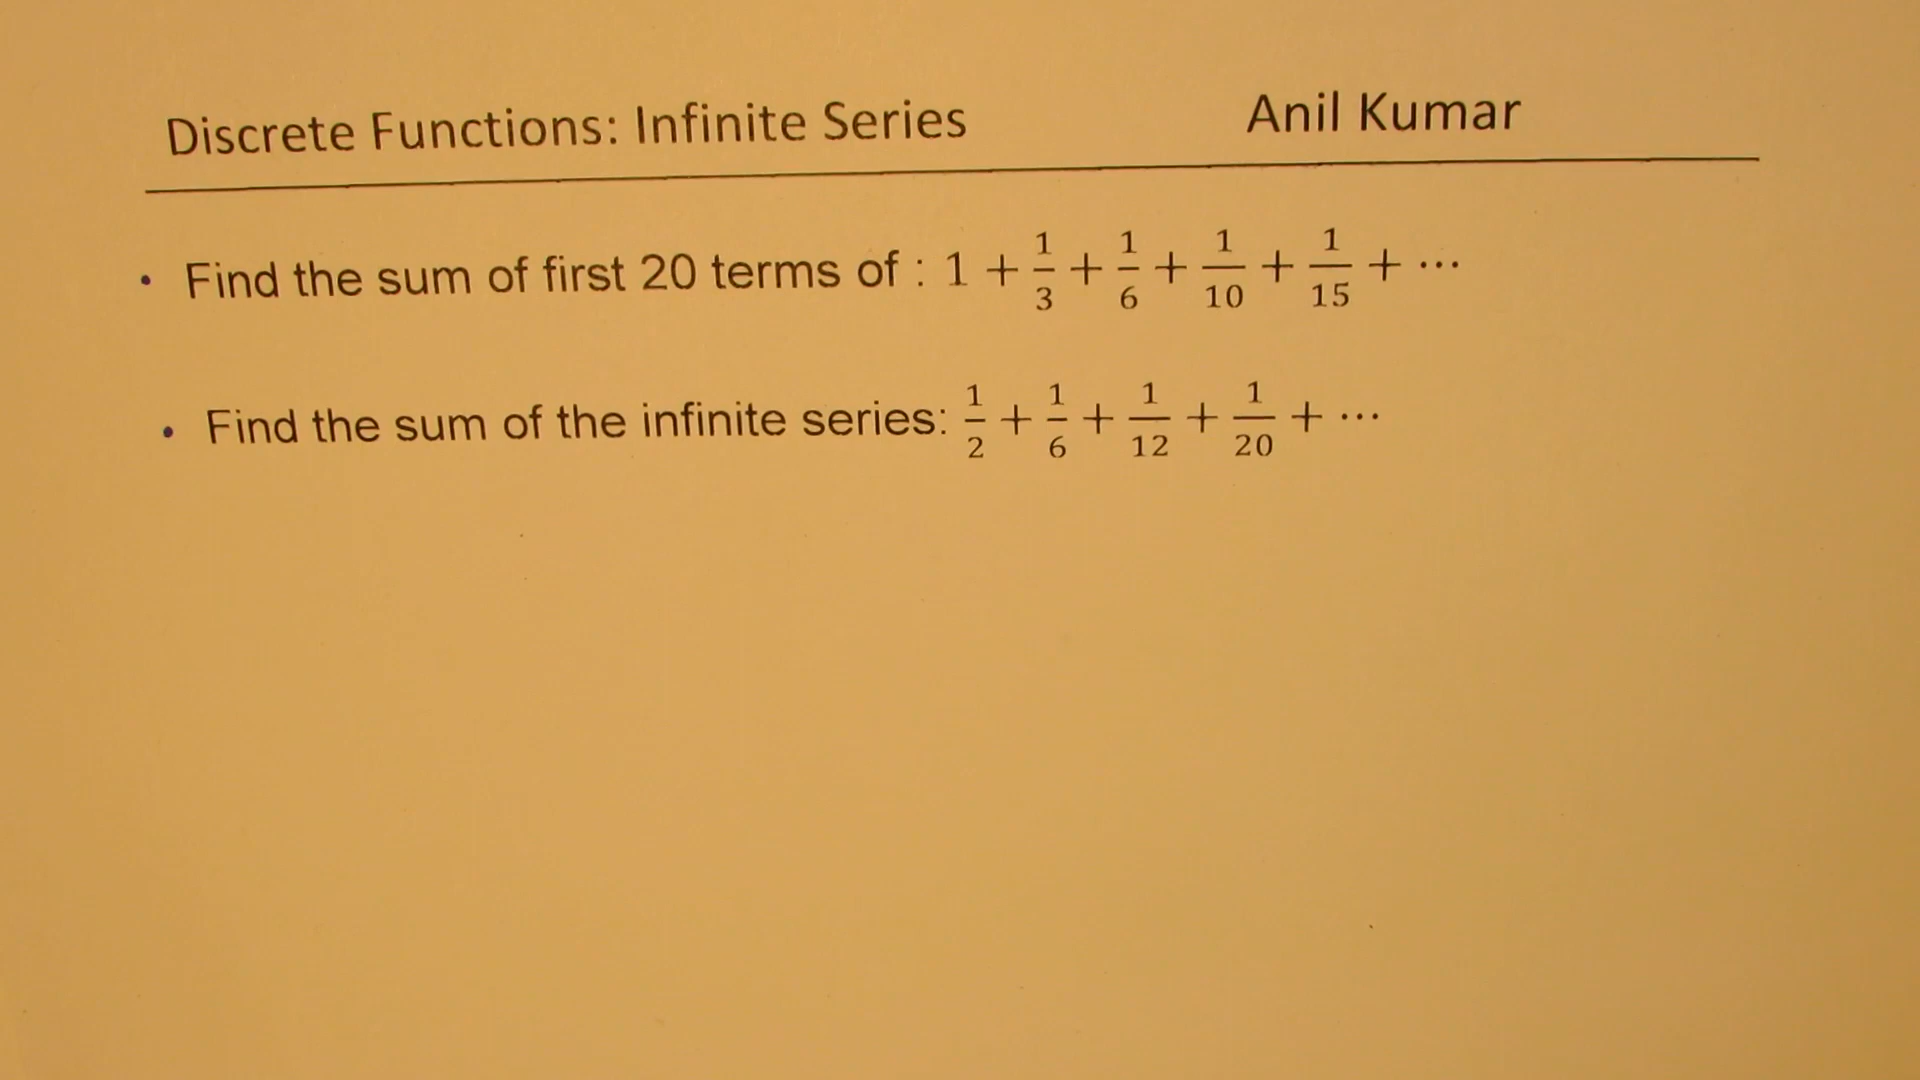 Discrete Functions: Infinite Series Anil Kumar
• Find the sum of first 20 terms of : 1 + 1/3 + 1/6 + 1/10 + 1/15 + ⋯
• Find the sum of the infinite series: 1/2 + 1/6 + 1/12 + 1/20 + ⋯